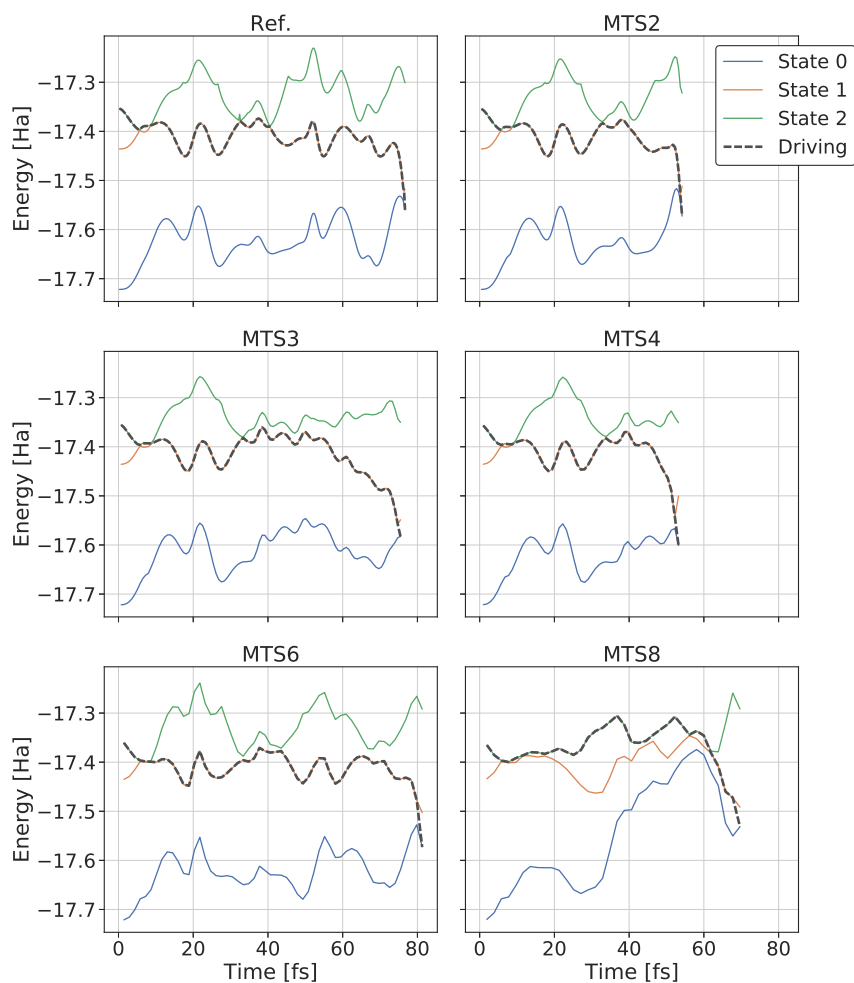 Ref.
MTS2
State 0
State 1
State 2
Driving
Energy [Ha]
−17.3
−17.4
−17.5
−17.6
−17.7
MTS3
MTS4
Energy [Ha]
−17.3
−17.4
−17.5
−17.6
−17.7
MTS6
MTS8
Energy [Ha]
−17.3
−17.4
−17.5
−17.6
−17.7
0 20 40 60 80
0 20 40 60 80
Time [fs]
Time [fs]